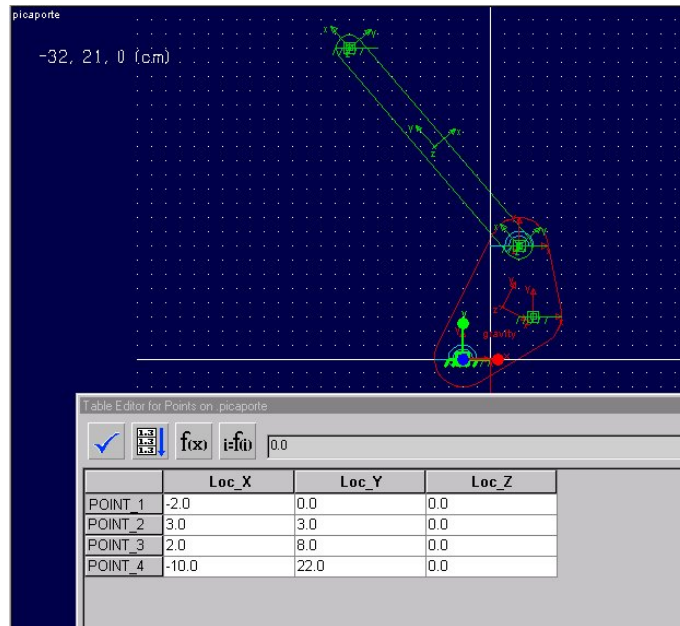 picaporte
-32, 21, 0 (cm)
gravity
Table Editor for Points on .picaporte
f(x) i=f(i) 0.0
Loc_X Loc_Y Loc_Z
POINT_1 -2.0 0.0 0.0
POINT_2 3.0 3.0 0.0
POINT_3 2.0 8.0 0.0
POINT_4 -10.0 22.0 0.0